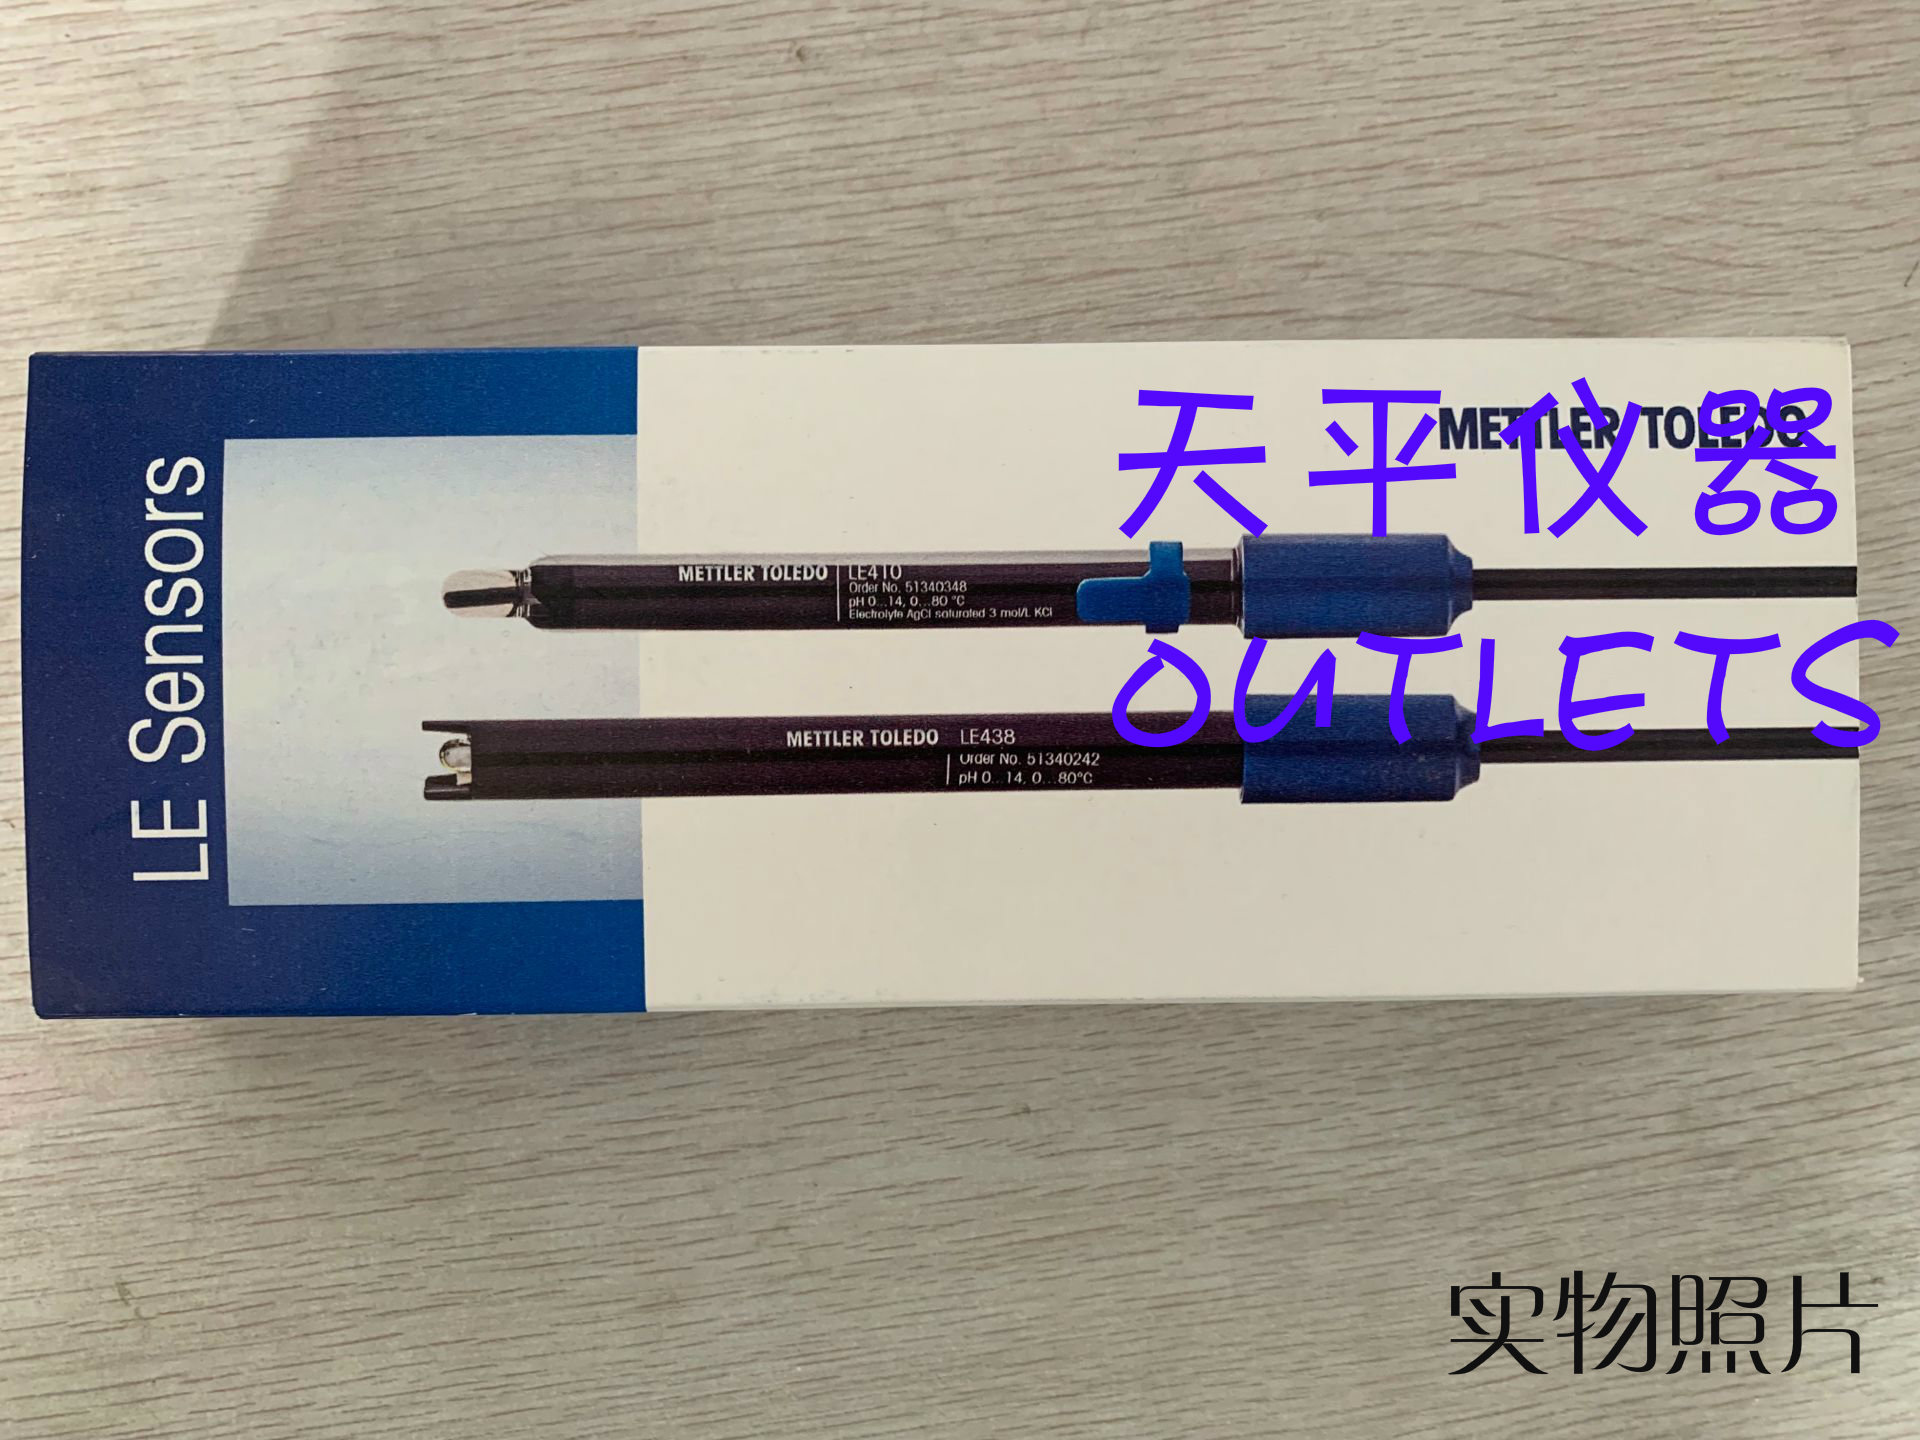 LE Sensors
METTLER TOLEDO
天平仪器
METTLER TOLEDO LE410
Order No. 51340348
pH 0...14, 0...80 °C
Electrolyte AgCl saturated 3 mol/L KCl
OUTLETS
METTLER TOLEDO LE438
Order No. 51340242
pH 0...14, 0...80°C
实物照片